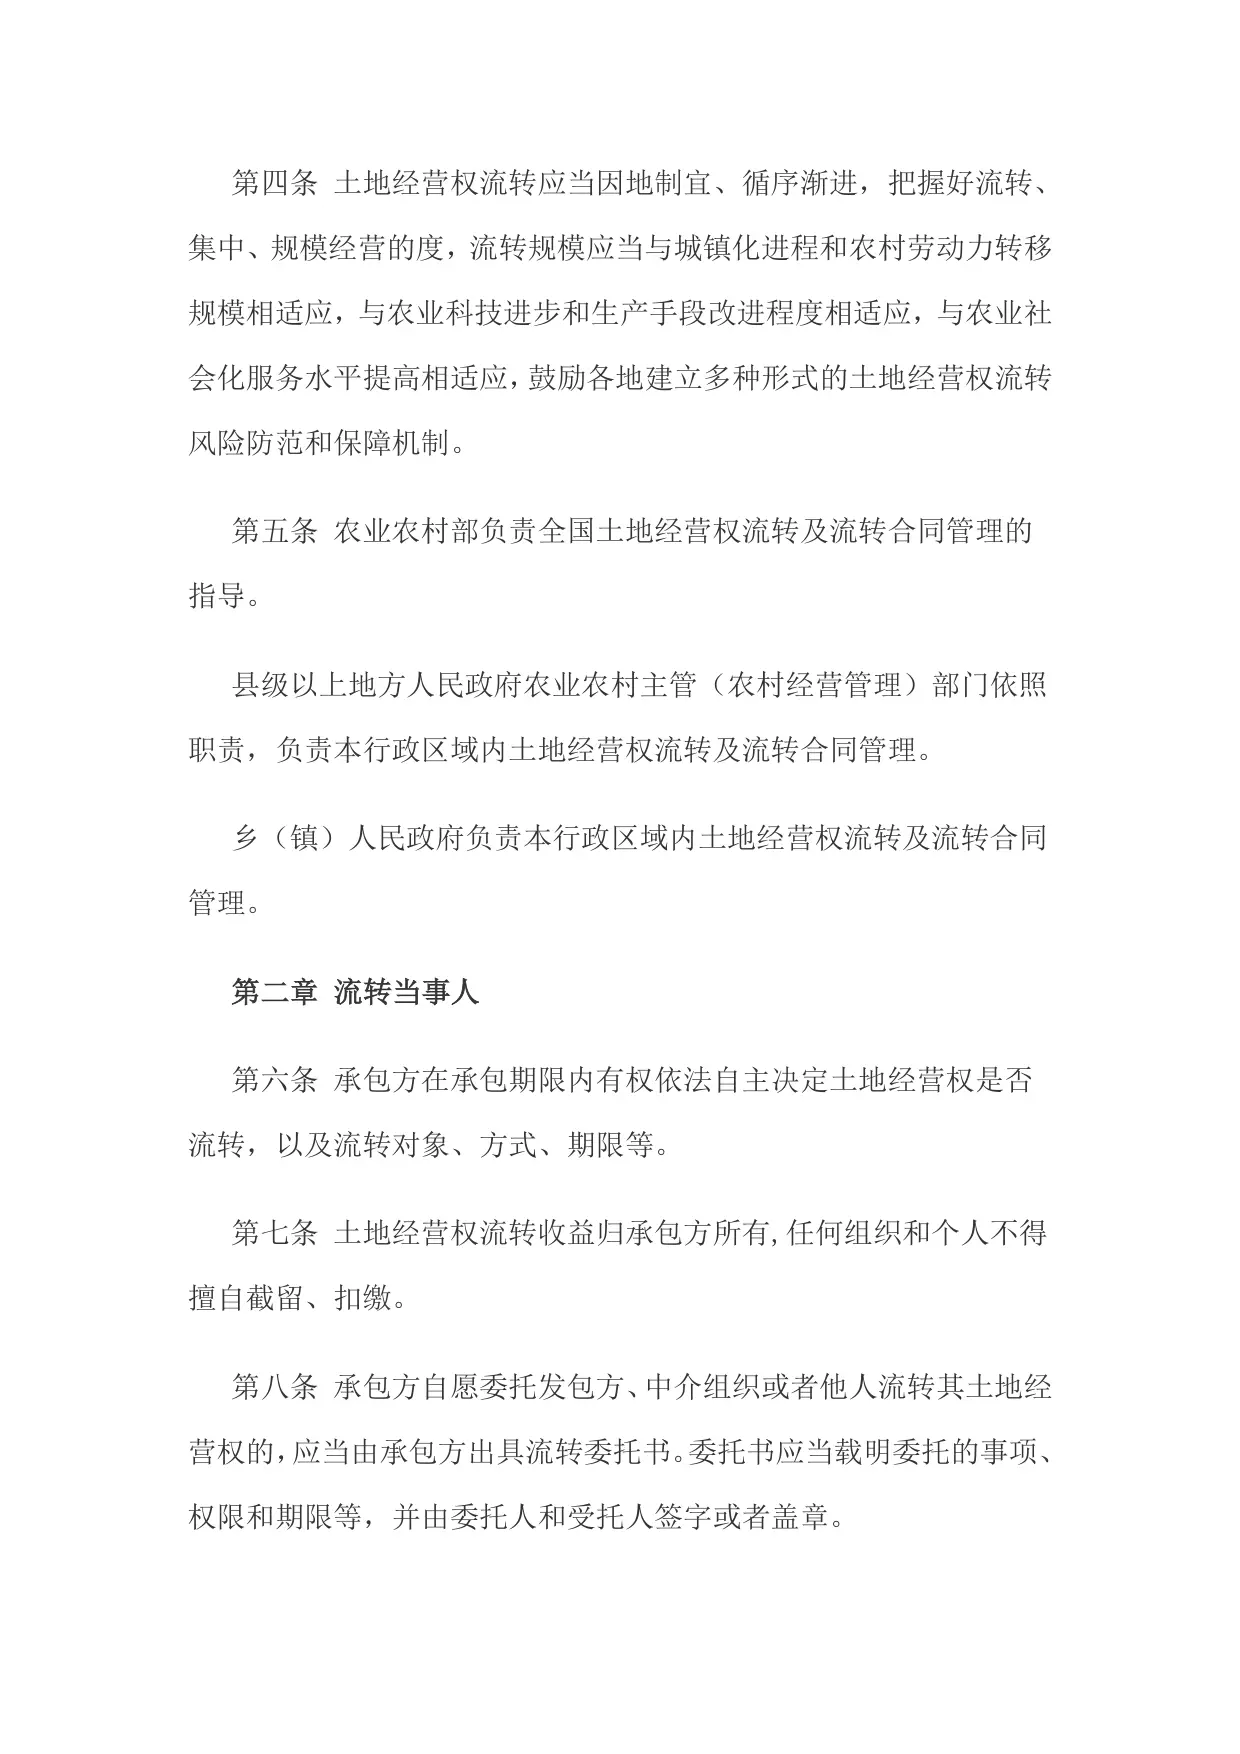 第四条 土地经营权流转应当因地制宜、循序渐进，把握好流转、
集中、规模经营的度，流转规模应当与城镇化进程和农村劳动力转移
规模相适应，与农业科技进步和生产手段改进程度相适应，与农业社
会化服务水平提高相适应，鼓励各地建立多种形式的土地经营权流转
风险防范和保障机制。
第五条 农业农村部负责全国土地经营权流转及流转合同管理的
指导。
县级以上地方人民政府农业农村主管（农村经营管理）部门依照
职责，负责本行政区域内土地经营权流转及流转合同管理。
乡（镇）人民政府负责本行政区域内土地经营权流转及流转合同
管理。
第二章 流转当事人
第六条 承包方在承包期限内有权依法自主决定土地经营权是否
流转，以及流转对象、方式、期限等。
第七条 土地经营权流转收益归承包方所有,任何组织和个人不得
擅自截留、扣缴。
第八条 承包方自愿委托发包方、中介组织或者他人流转其土地经
营权的，应当由承包方出具流转委托书。委托书应当载明委托的事项、
权限和期限等，并由委托人和受托人签字或者盖章。